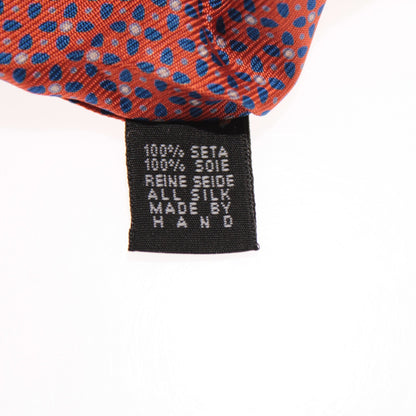 100% SETA
100% SOIE
REINE SEIDE
ALL SILK
MADE BY
HAND